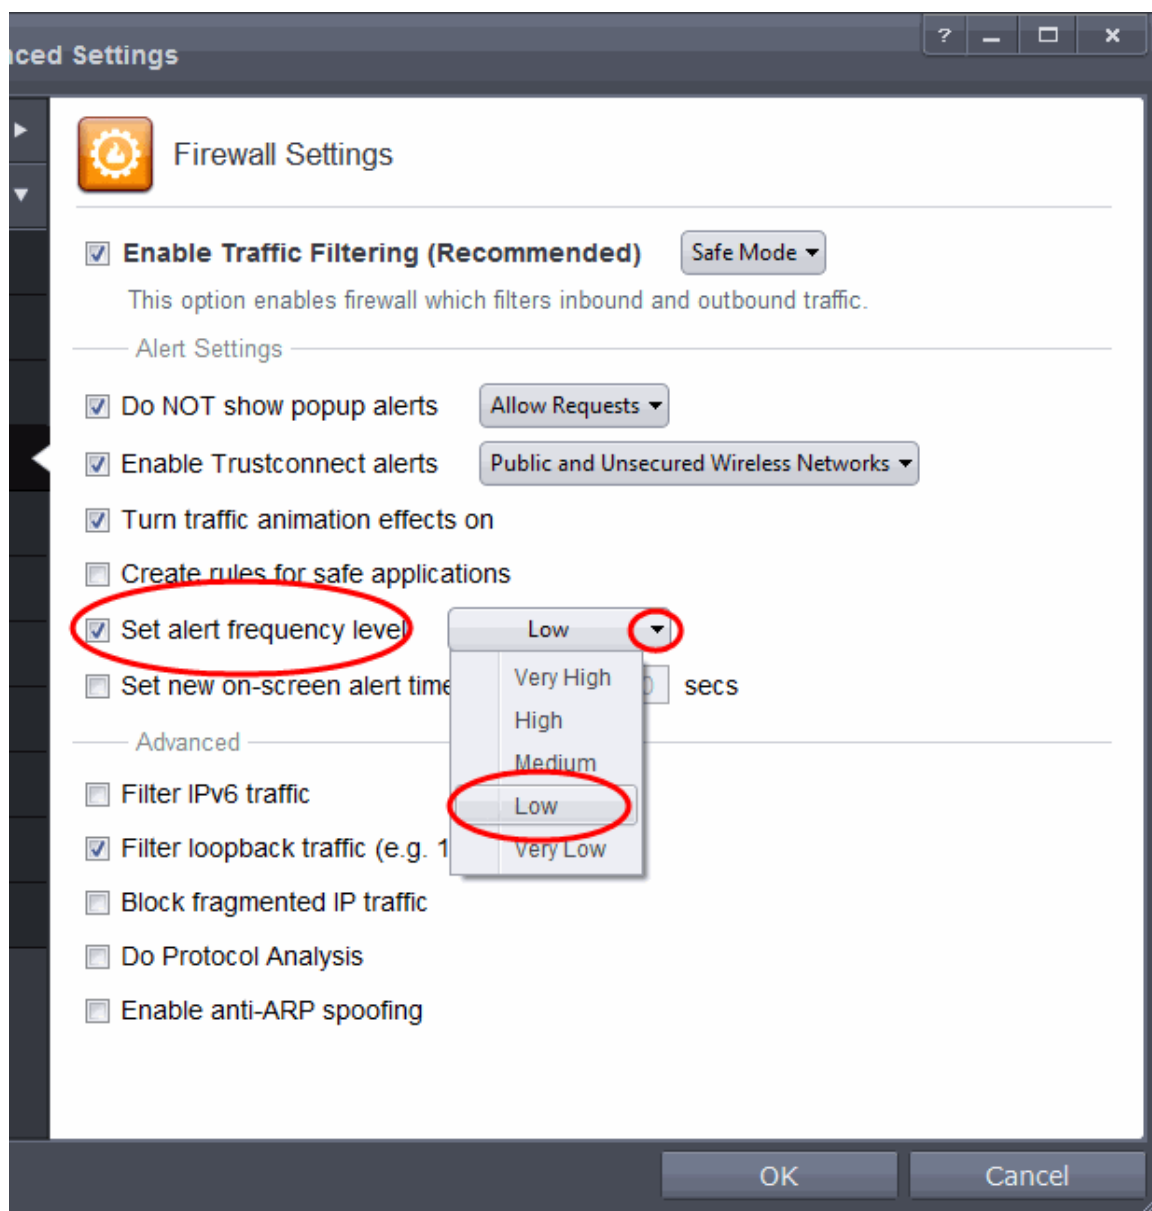 Settings
?
Firewall Settings
Enable Traffic Filtering (Recommended) Safe Mode
This option enables firewall which filters inbound and outbound traffic.
Alert Settings
Do NOT show popup alerts Allow Requests
Enable Trustconnect alerts Public and Unsecured Wireless Networks
Turn traffic animation effects on
Create rules for safe applications
Set alert frequency level Low
Very High
Set new on-screen alert time secs
High
Advanced
Medium
Filter IPv6 traffic
Low
Filter loopback traffic (e.g. 1
Very Low
Block fragmented IP traffic
Do Protocol Analysis
Enable anti-ARP spoofing
OK Cancel